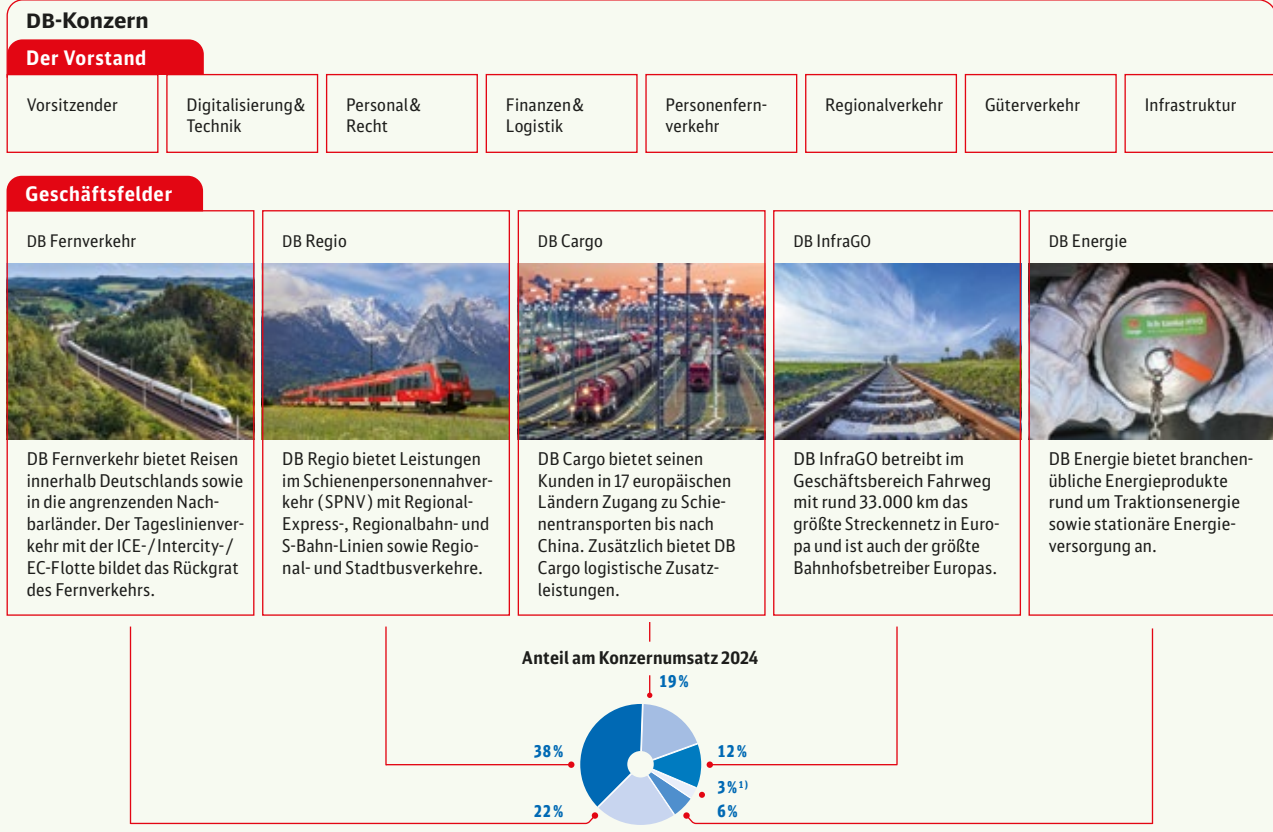 DB-Konzern
Der Vorstand
Vorsitzender
Digitalisierung &
Technik
Personal &
Recht
Finanzen &
Logistik
Personenfern-
verkehr
Regionalverkehr
Güterverkehr
Infrastruktur
Geschäftsfelder
DB Fernverkehr
DB Fernverkehr bietet Reisen
innerhalb Deutschlands sowie
in die angrenzenden Nach-
barländer. Der Tageslinienver-
kehr mit der ICE-/Intercity-/
EC-Flotte bildet das Rückgrat
des Fernverkehrs.
DB Regio
DB Regio bietet Leistungen
im Schienenpersonennahver-
kehr (SPNV) mit Regional-
Express-, Regionalbahn- und
S-Bahn-Linien sowie Regio-
nal- und Stadtbusverkehre.
DB Cargo
DB Cargo bietet seinen
Kunden in 17 europäischen
Ländern Zugang zu Schie-
nentransporten bis nach
China. Zusätzlich bietet DB
Cargo logistische Zusatz-
leistungen.
DB InfraGO
DB InfraGO betreibt im
Geschäftsbereich Fahrweg
mit rund 33.000 km das
größte Streckennetz in Euro-
pa und ist auch der größte
Bahnhofsbetreiber Europas.
DB Energie
Ich tanke
DB Energie bietet branchen-
übliche Energieprodukte
rund um Traktionsenergie
sowie stationäre Energie-
versorgung an.
Anteil am Konzernumsatz 2024
19 %
38 %
12 %
3 %¹⁾
22 %
6 %